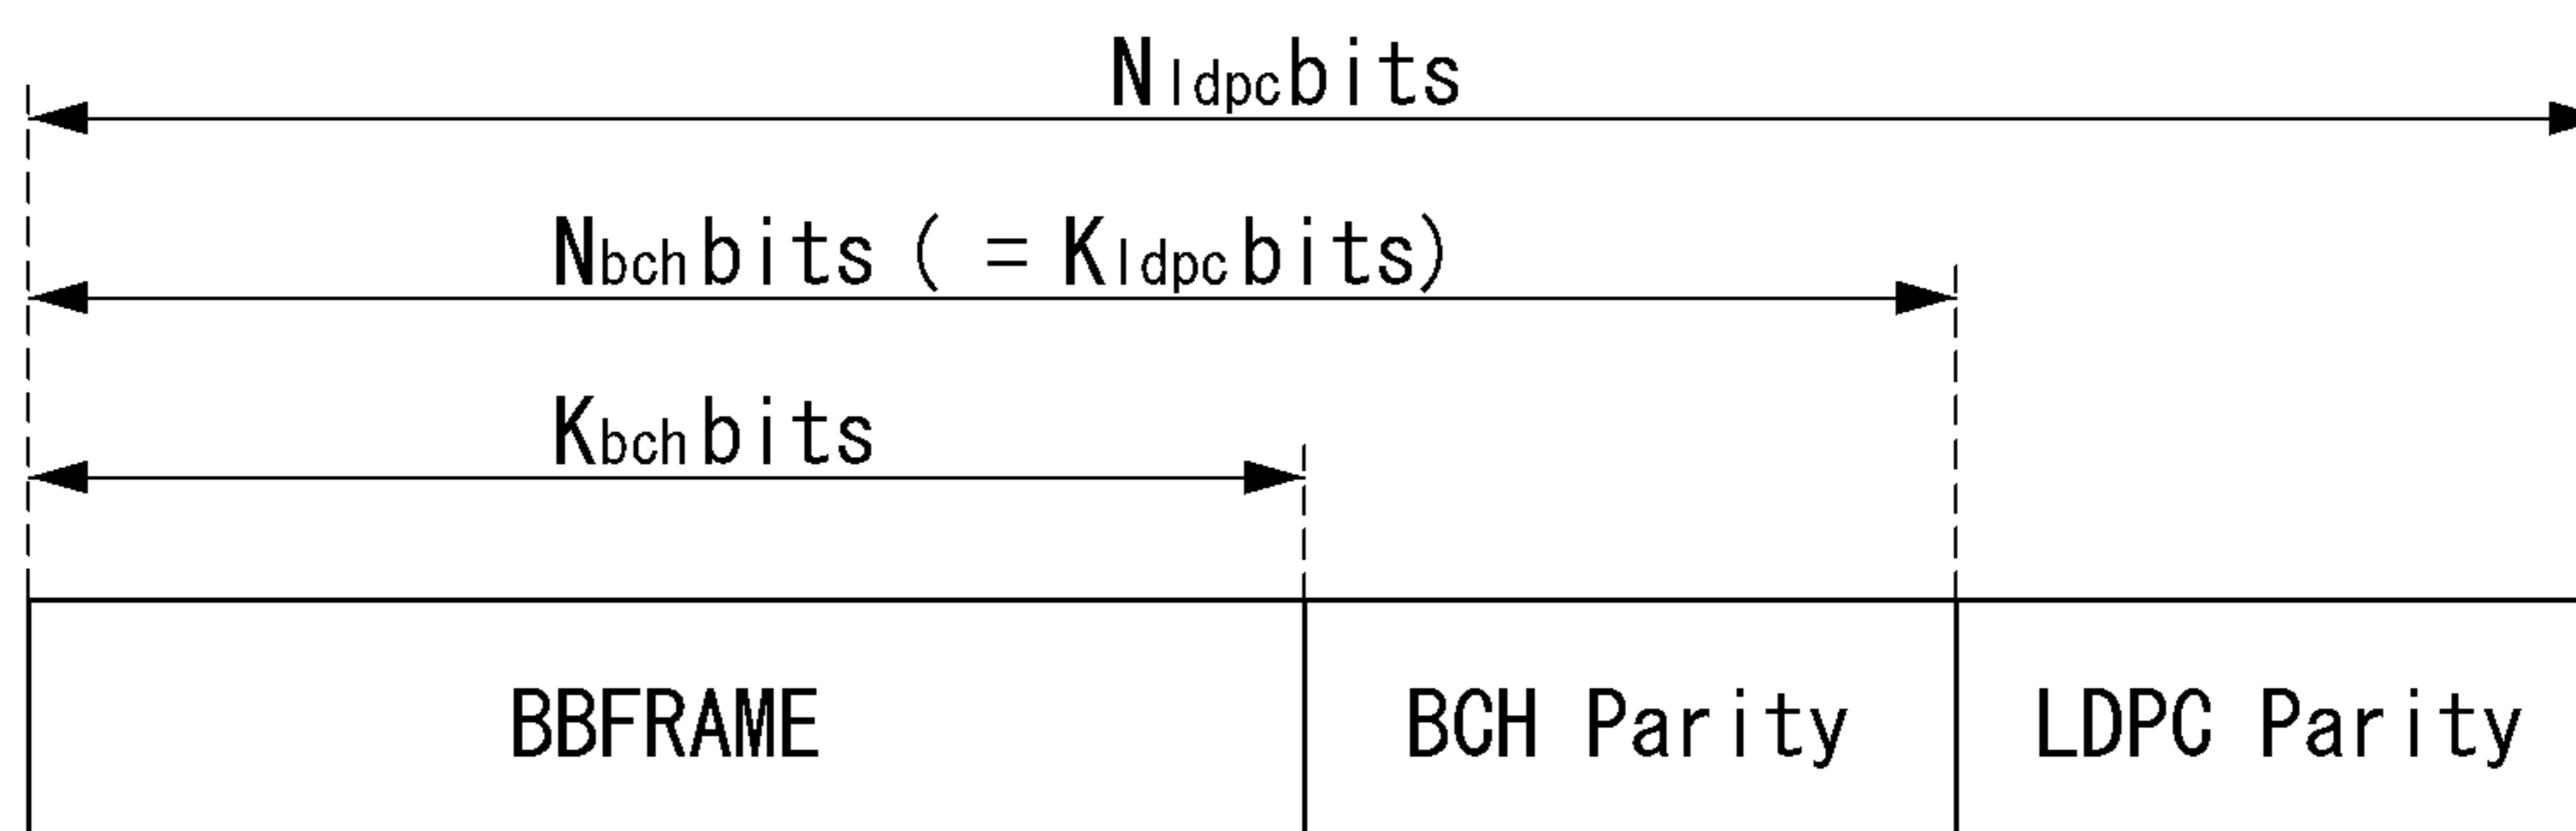 Nldpcbits
Nbchbits ( = Kldpcbits)
Kbchbits
BBFRAME BCH Parity LDPC Parity